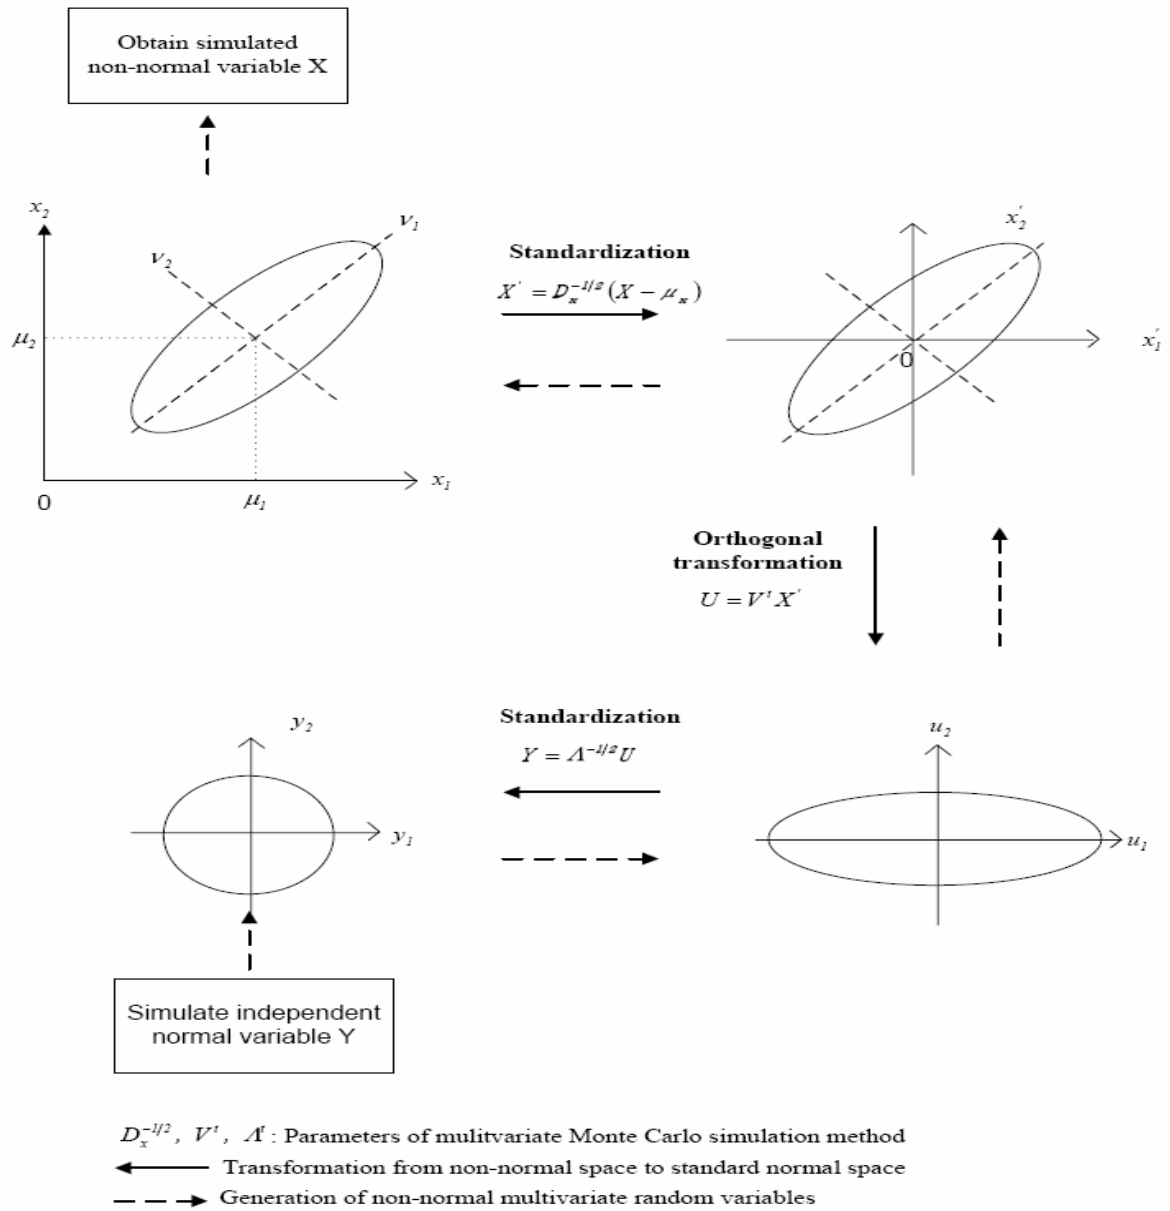 Obtain simulated
non-normal variable X
x₂
ν₁
ν₂
μ₂
0
μ₁
x₁
Standardization
X' = D_x^{-1/2}(X − μ_x)
x'₂
x'₁
0
Orthogonal
transformation
U = VᵗX'
Standardization
Y = Λ^{-1/2}U
y₂
y₁
u₂
u₁
Simulate independent
normal variable Y
D_x^{-1/2}, Vᵗ, Λᵗ : Parameters of mulitvariate Monte Carlo simulation method
Transformation from non-normal space to standard normal space
Generation of non-normal multivariate random variables